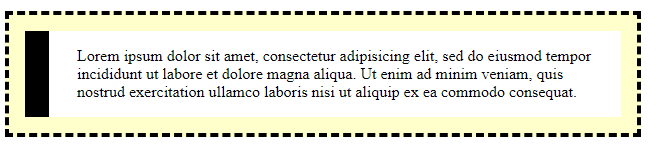 Lorem ipsum dolor sit amet, consectetur adipisicing elit, sed do eiusmod tempor
incididunt ut labore et dolore magna aliqua. Ut enim ad minim veniam, quis
nostrud exercitation ullamco laboris nisi ut aliquip ex ea commodo consequat.